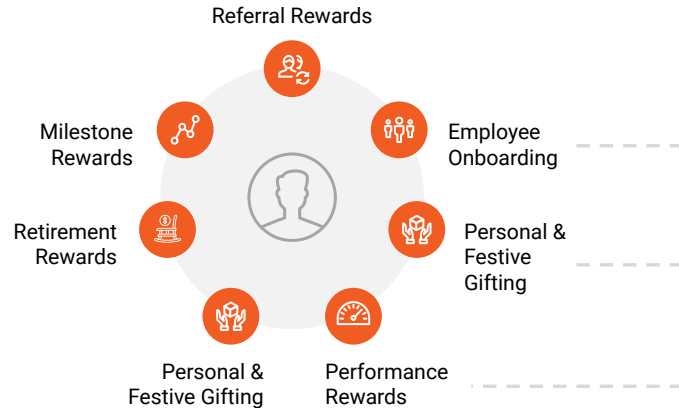 Referral Rewards
Employee
Onboarding
Personal &
Festive
Gifting
Performance
Rewards
Personal &
Festive Gifting
Retirement
Rewards
Milestone
Rewards